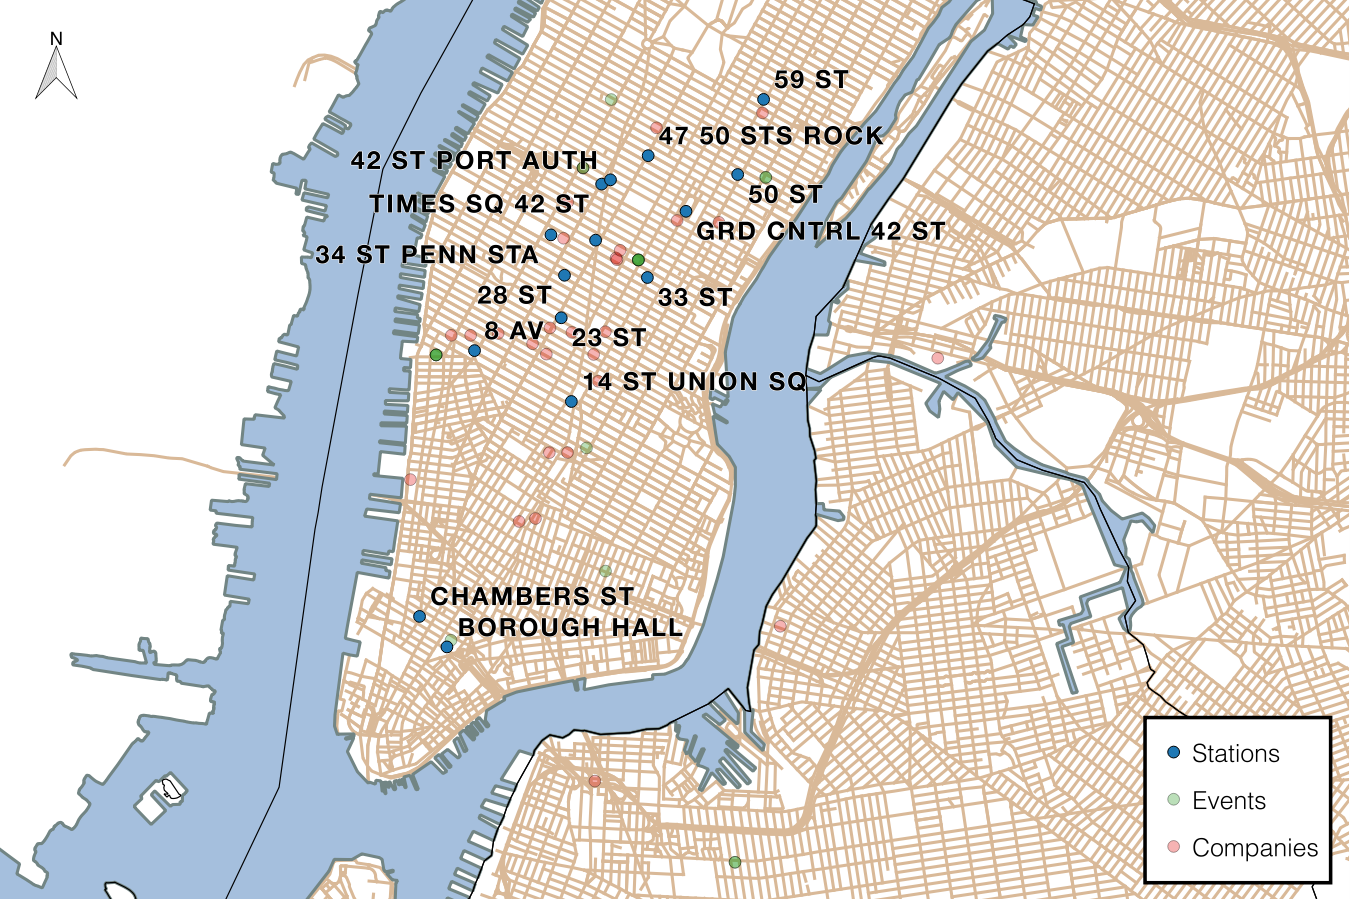 N
59 ST
47 50 STS ROCK
42 ST PORT AUTH
50 ST
TIMES SQ 42 ST
GRD CNTRL 42 ST
34 ST PENN STA
28 ST
33 ST
8 AV
23 ST
14 ST UNION SQ
CHAMBERS ST
BOROUGH HALL
Stations
Events
Companies